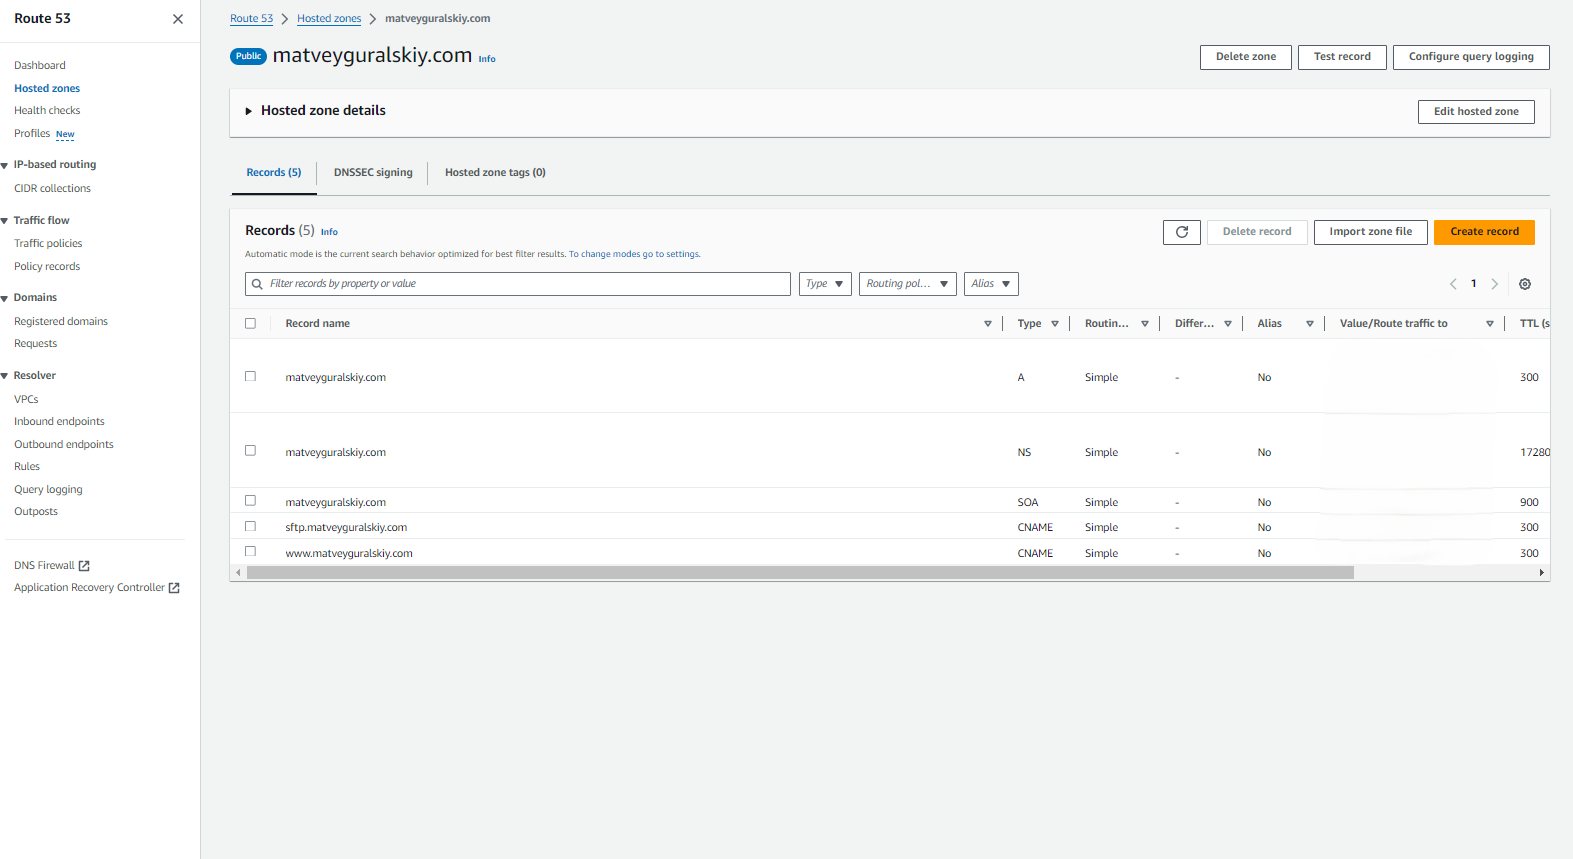 Route 53
Dashboard
Hosted zones
Health checks
Profiles New
IP-based routing
CIDR collections
Traffic flow
Traffic policies
Policy records
Domains
Registered domains
Requests
Resolver
VPCs
Inbound endpoints
Outbound endpoints
Rules
Query logging
Outposts
DNS Firewall
Application Recovery Controller
Route 53 Hosted zones matveyguralskiy.com
Public matveyguralskiy.com Info
Delete zone Test record Configure query logging
Hosted zone details Edit hosted zone
Records (5) DNSSEC signing Hosted zone tags (0)
Records (5) Info
Delete record Import zone file Create record
Automatic mode is the current search behavior optimized for best filter results. To change modes go to settings.
Filter records by property or value Type Routing pol... Alias 1
Record name Type Routin... Differ... Alias Value/Route traffic to TTL (s
matveyguralskiy.com A Simple - No 300
matveyguralskiy.com NS Simple - No 17280
matveyguralskiy.com SOA Simple - No 900
sftp.matveyguralskiy.com CNAME Simple - No 300
www.matveyguralskiy.com CNAME Simple - No 300